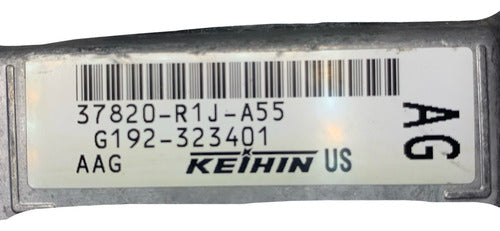 37820-R1J-A55
G192-323401
AAG KEIHIN US
AG